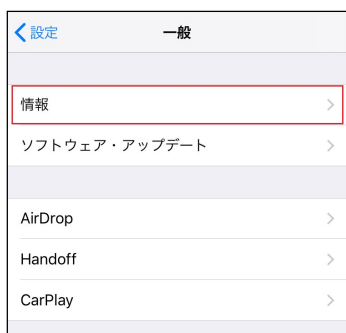 設定 一般
情報
ソフトウェア・アップデート
AirDrop
Handoff
CarPlay